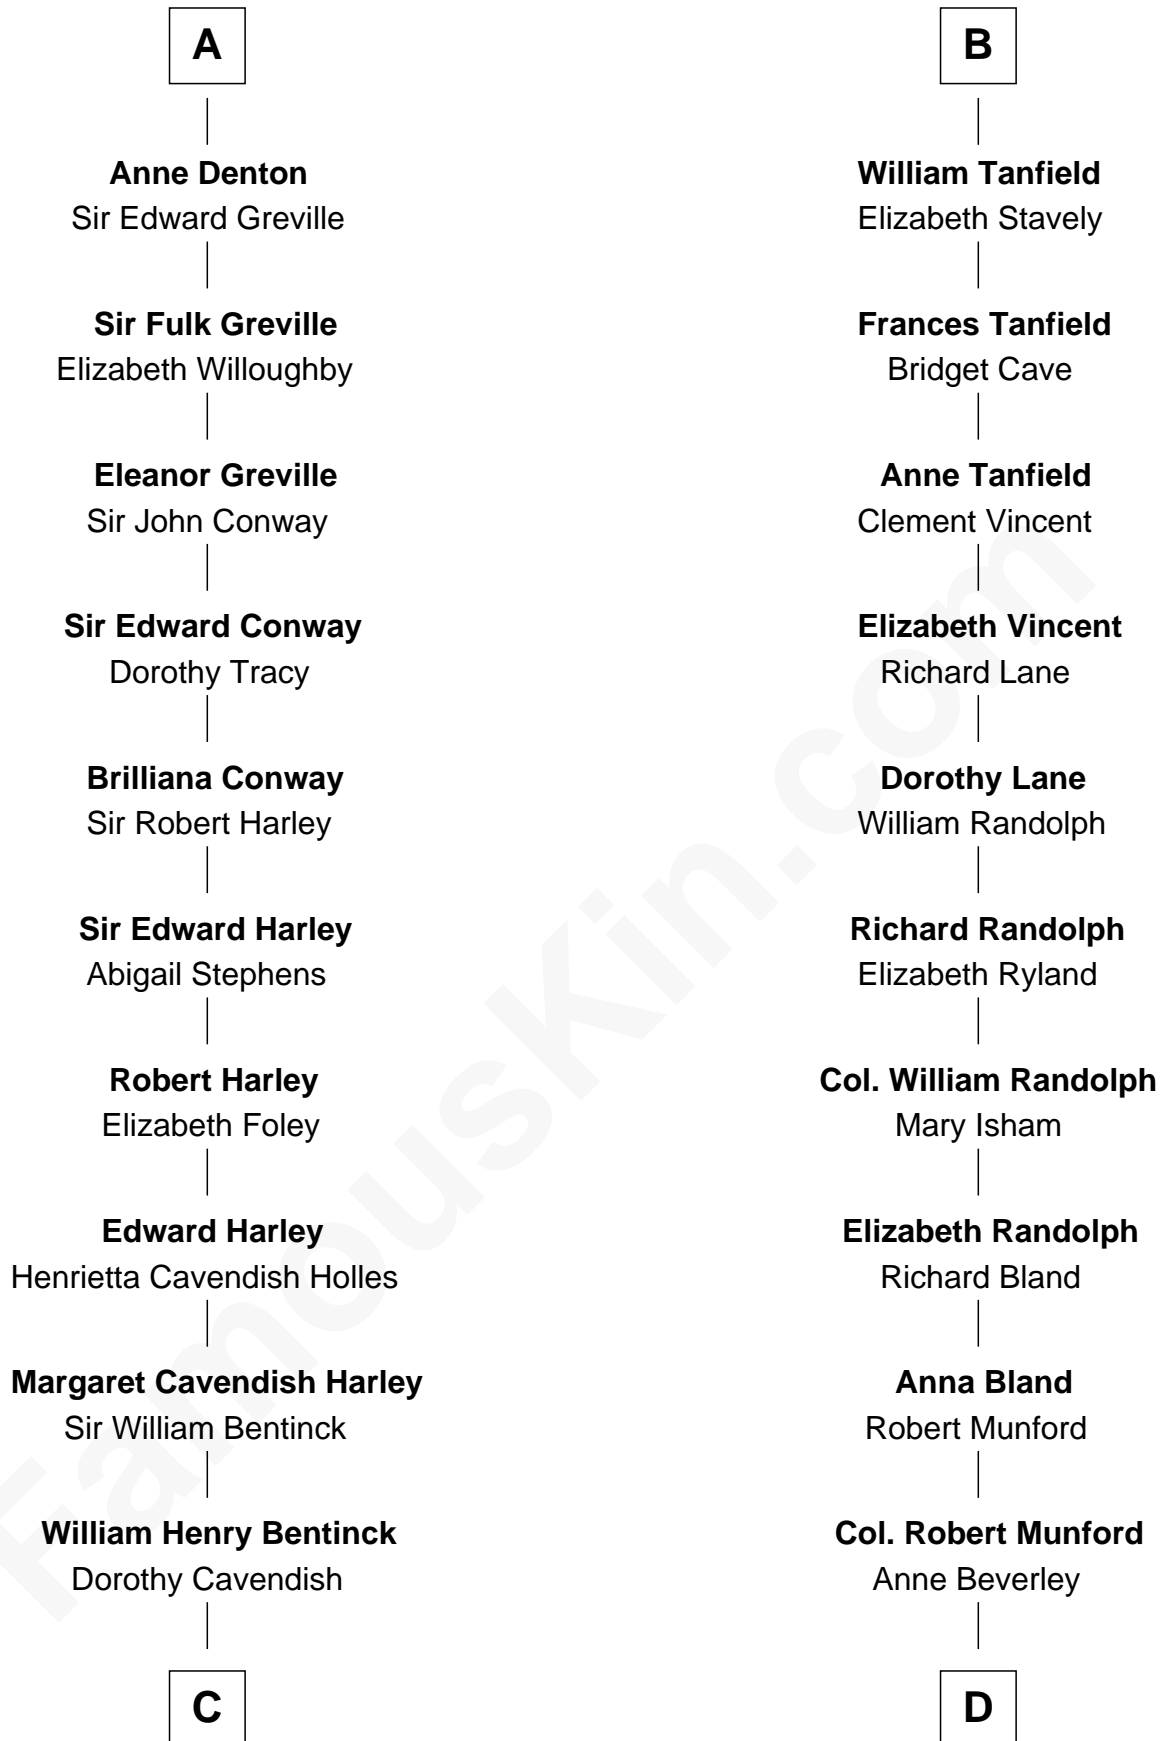 A
Anne Denton
Sir Edward Greville
Sir Fulk Greville
Elizabeth Willoughby
Eleanor Greville
Sir John Conway
Sir Edward Conway
Dorothy Tracy
Brilliana Conway
Sir Robert Harley
Sir Edward Harley
Abigail Stephens
Robert Harley
Elizabeth Foley
Edward Harley
Henrietta Cavendish Holles
Margaret Cavendish Harley
Sir William Bentinck
William Henry Bentinck
Dorothy Cavendish
C
B
William Tanfield
Elizabeth Stavely
Frances Tanfield
Bridget Cave
Anne Tanfield
Clement Vincent
Elizabeth Vincent
Richard Lane
Dorothy Lane
William Randolph
Richard Randolph
Elizabeth Ryland
Col. William Randolph
Mary Isham
Elizabeth Randolph
Richard Bland
Anna Bland
Robert Munford
Col. Robert Munford
Anne Beverley
D
FamousKin.com